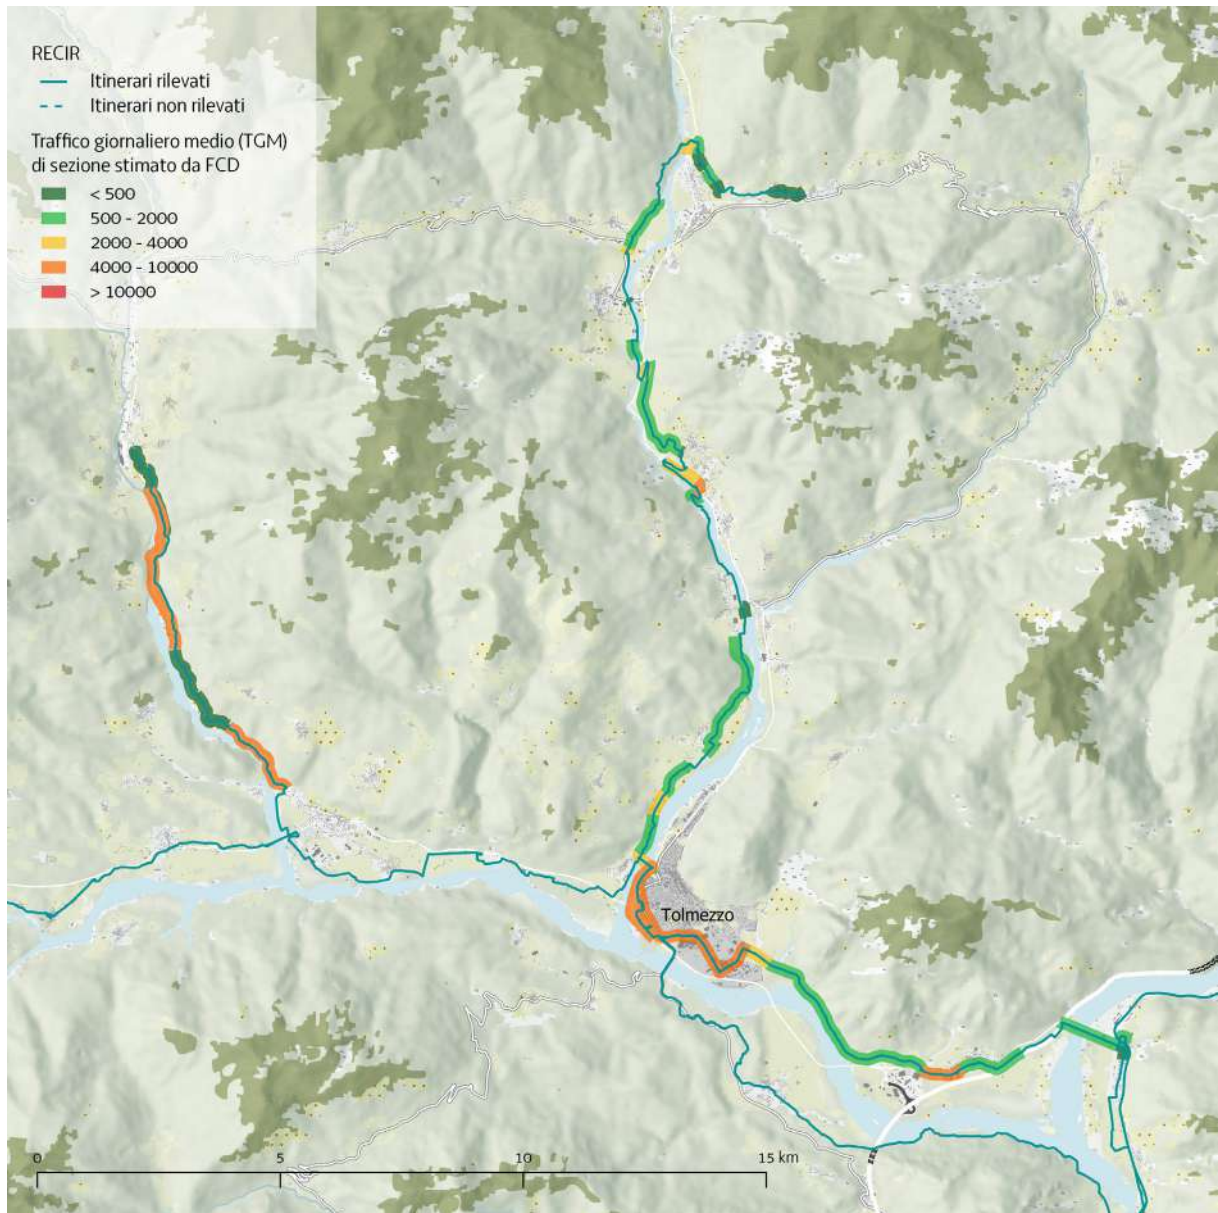 RECIR
Itinerari rilevati
Itinerari non rilevati
Traffico giornaliero medio (TGM)
di sezione stimato da FCD
< 500
500 - 2000
2000 - 4000
4000 - 10000
> 10000
Tolmezzo
0 5 10 15 km